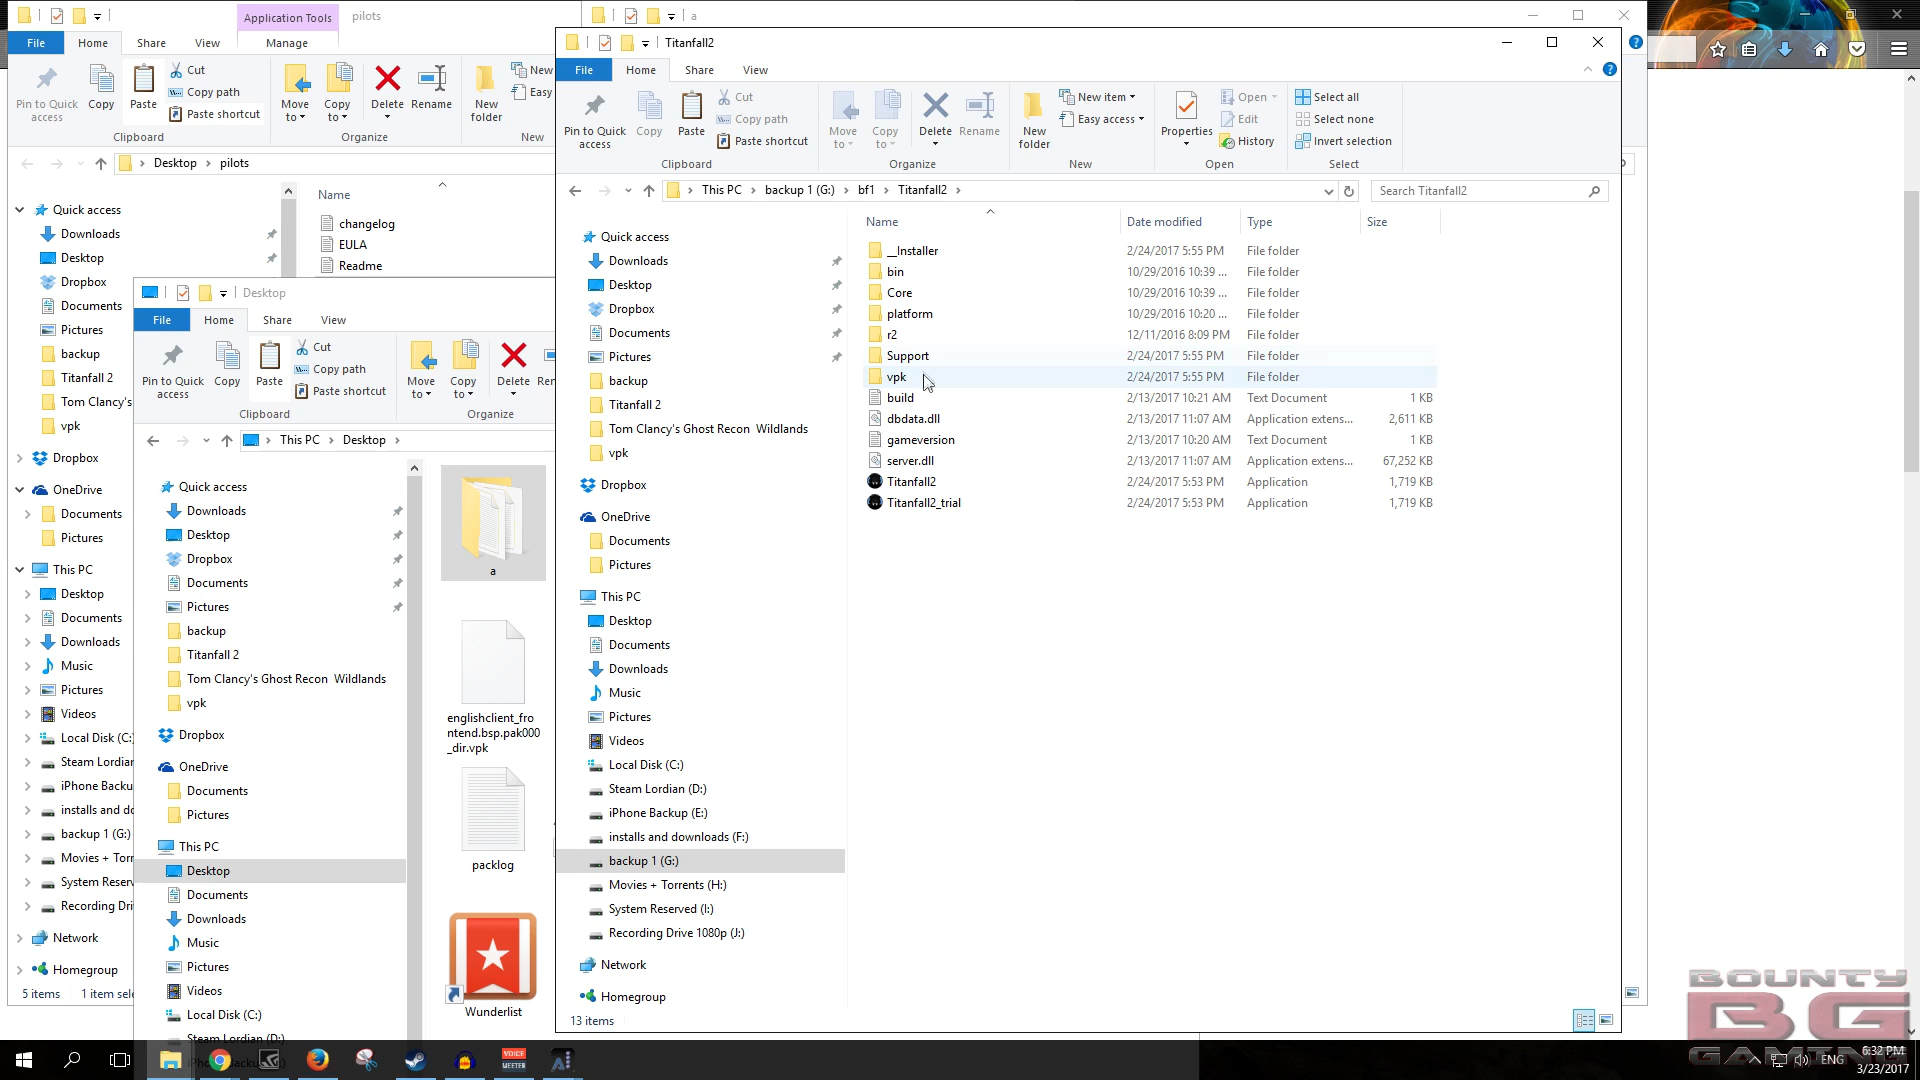 Application Tools
pilots
File
Home
Share
View
Manage
Pin to Quick access
Copy
Paste
Cut
Copy path
Paste shortcut
Move to
Copy to
Delete
Rename
New folder
New
Easy
Clipboard
Organize
New
Desktop
pilots
Quick access
Downloads
Desktop
Dropbox
Documents
Pictures
backup
Titanfall 2
Tom Clancy's
vpk
Dropbox
OneDrive
Documents
Pictures
This PC
Desktop
Documents
Downloads
Music
Pictures
Videos
Local Disk (C:)
Steam Lordian
iPhone Backu
installs and do
backup 1 (G:)
Movies + Torr
System Reserv
Recording Dri
Network
Homegroup
5 items
1 item sele
Name
changelog
EULA
Readme
Desktop
File
Home
Share
View
Pin to Quick access
Copy
Paste
Cut
Copy path
Paste shortcut
Move to
Copy to
Delete
Ren
Clipboard
Organize
This PC
Desktop
Quick access
Downloads
Desktop
Dropbox
Documents
Pictures
backup
Titanfall 2
Tom Clancy's Ghost Recon Wildlands
vpk
Dropbox
OneDrive
Documents
Pictures
This PC
Desktop
Documents
Downloads
Music
Pictures
Videos
Local Disk (C:)
Steam Lordian (D:)
a
englishclient_fro
ntend.bsp.pak000
_dir.vpk
packlog
Wunderlist
a
Titanfall2
File
Home
Share
View
Pin to Quick access
Copy
Paste
Cut
Copy path
Paste shortcut
Move to
Copy to
Delete
Rename
New folder
New item
Easy access
Properties
Open
Edit
History
Select all
Select none
Invert selection
Clipboard
Organize
New
Open
Select
This PC
backup 1 (G:)
bf1
Titanfall2
Search Titanfall2
Quick access
Downloads
Desktop
Dropbox
Documents
Pictures
backup
Titanfall 2
Tom Clancy's Ghost Recon Wildlands
vpk
Dropbox
OneDrive
Documents
Pictures
This PC
Desktop
Documents
Downloads
Music
Pictures
Videos
Local Disk (C:)
Steam Lordian (D:)
iPhone Backup (E:)
installs and downloads (F:)
backup 1 (G:)
Movies + Torrents (H:)
System Reserved (I:)
Recording Drive 1080p (J:)
Network
Homegroup
13 items
Name Date modified Type Size
__Installer 2/24/2017 5:55 PM File folder
bin 10/29/2016 10:39 ... File folder
Core 10/29/2016 10:39 ... File folder
platform 10/29/2016 10:20 ... File folder
r2 12/11/2016 8:09 PM File folder
Support 2/24/2017 5:55 PM File folder
vpk 2/24/2017 5:55 PM File folder
build 2/13/2017 10:21 AM Text Document 1 KB
dbdata.dll 2/13/2017 11:07 AM Application extens... 2,611 KB
gameversion 2/13/2017 10:20 AM Text Document 1 KB
server.dll 2/13/2017 11:07 AM Application extens... 67,252 KB
Titanfall2 2/24/2017 5:53 PM Application 1,719 KB
Titanfall2_trial 2/24/2017 5:53 PM Application 1,719 KB
BOUNTY
BG
GAMING
VOICE
MEETER
ENG
6:32 PM
3/23/2017